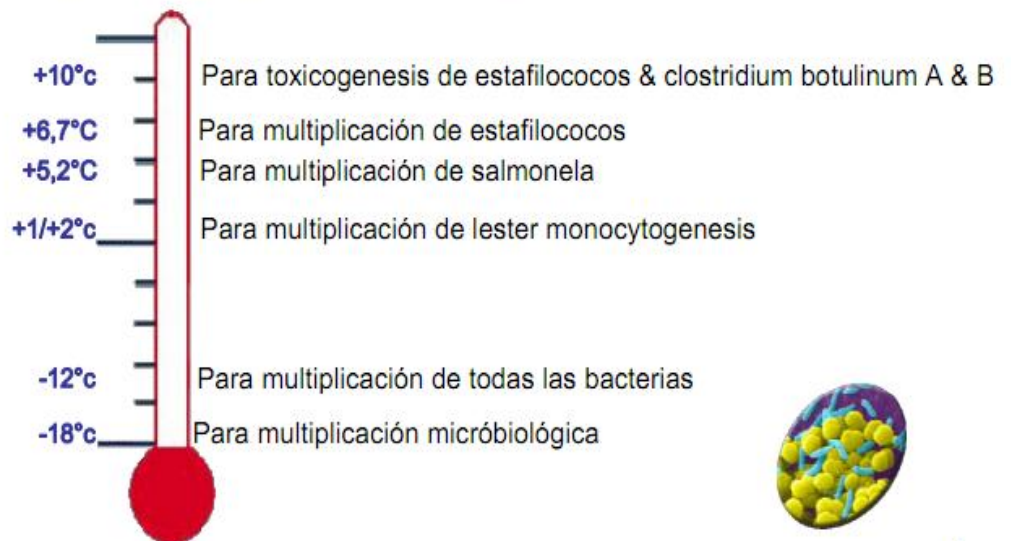 +10°c Para toxicogenesis de estafilococos & clostridium botulinum A & B
+6,7°C Para multiplicación de estafilococos
+5,2°C Para multiplicación de salmonela
+1/+2°c Para multiplicación de lester monocytogenesis
-12°c Para multiplicación de todas las bacterias
-18°c Para multiplicación micróbiológica